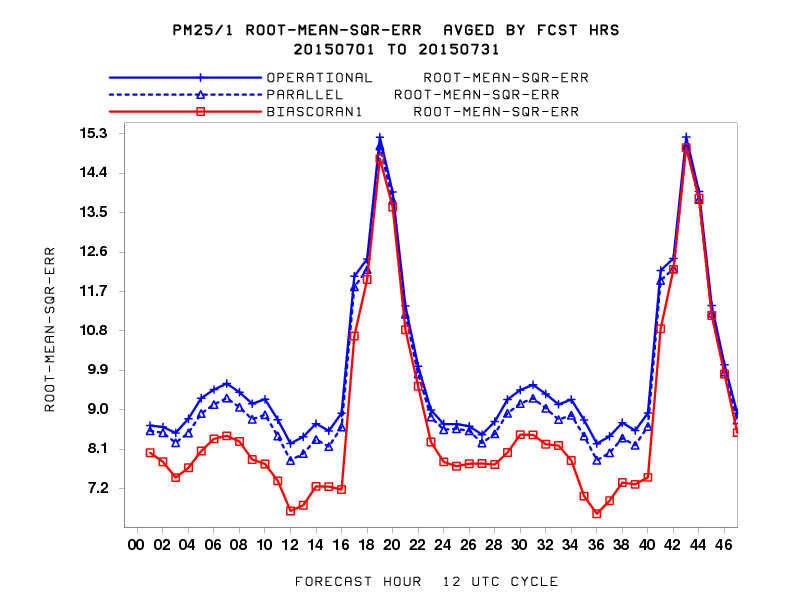 PM25/1 ROOT-MEAN-SQR-ERR AVGED BY FCST HRS
20150701 TO 20150731
OPERATIONAL ROOT-MEAN-SQR-ERR
PARALLEL ROOT-MEAN-SQR-ERR
BIASCORAN1 ROOT-MEAN-SQR-ERR
15.3
14.4
13.5
12.6
11.7
10.8
9.9
9.0
8.1
7.2
ROOT-MEAN-SQR-ERR
00 02 04 06 08 10 12 14 16 18 20 22 24 26 28 30 32 34 36 38 40 42 44 46
FORECAST HOUR 12 UTC CYCLE